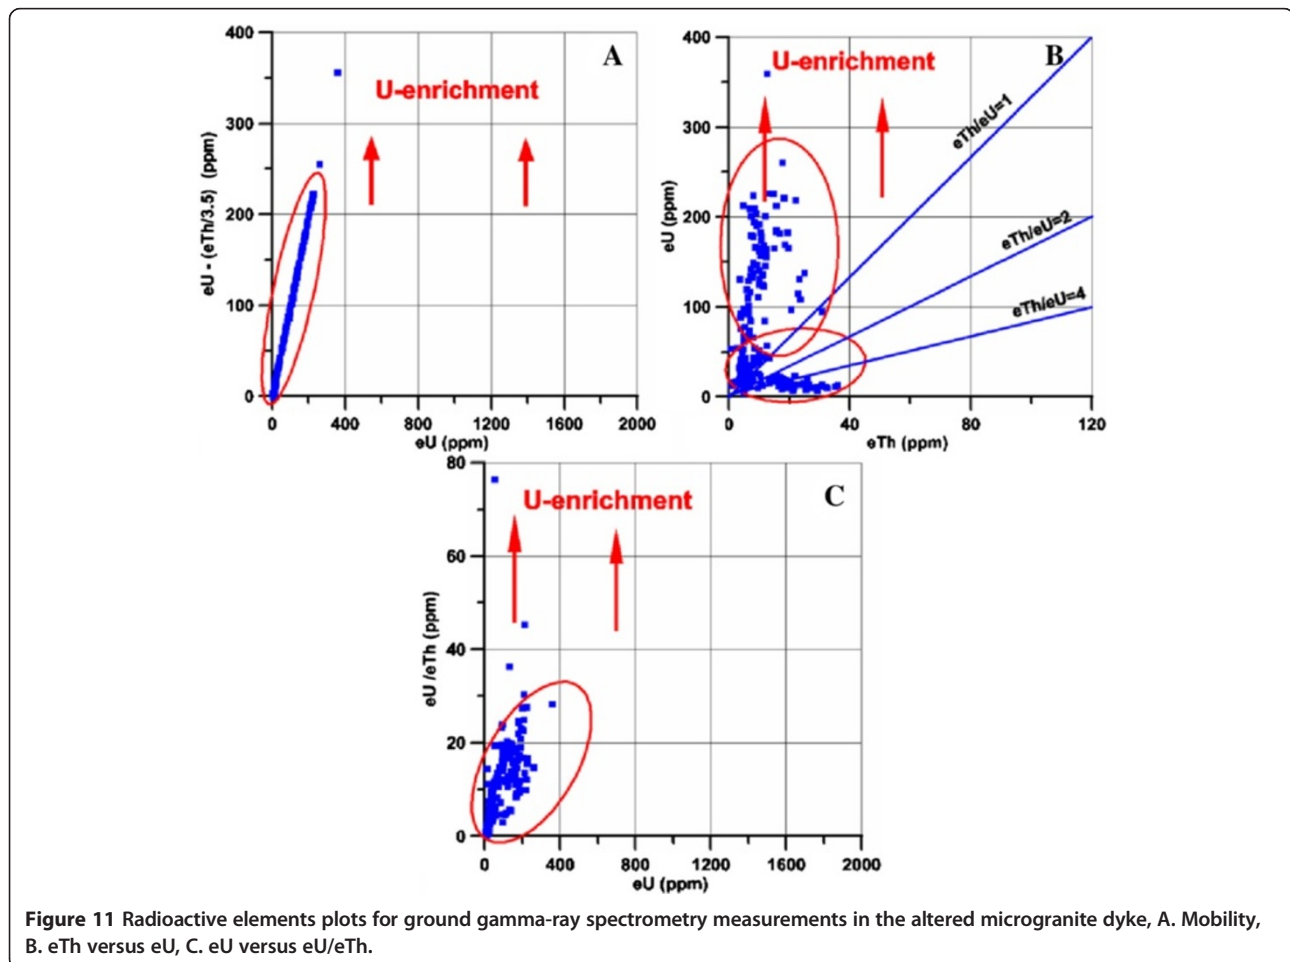 400
300
200
100
0
eU - (eTh/3.5) (ppm)
A
U-enrichment
0 400 800 1200 1600 2000
eU (ppm)
400
300
200
100
0
eU (ppm)
B
U-enrichment
eTh/eU=1
eTh/eU=2
eTh/eU=4
0 40 80 120
eTh (ppm)
80
60
40
20
0
eU /eTh (ppm)
C
U-enrichment
0 400 800 1200 1600 2000
eU (ppm)
Figure 11 Radioactive elements plots for ground gamma-ray spectrometry measurements in the altered microgranite dyke, A. Mobility,
B. eTh versus eU, C. eU versus eU/eTh.